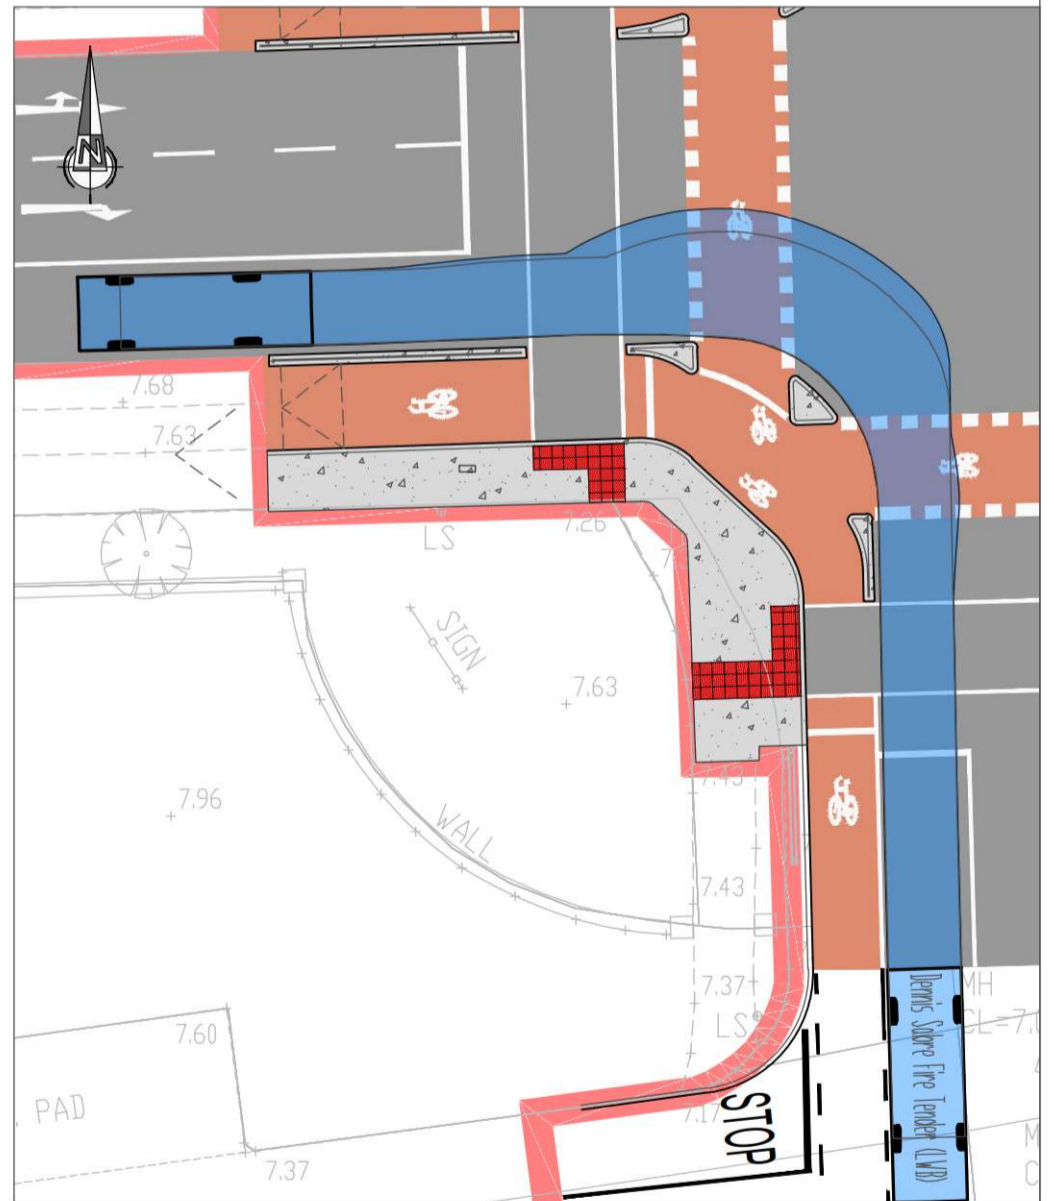 N
7.68
7.63
7.26
LS
SIGN
7.63
7.96
WALL
7.43
7.43
7.37
LS
MH
Dennis Sabre Fire Tender (LWB)
7.60
PAD
7.17
STOP
7.37
M
C